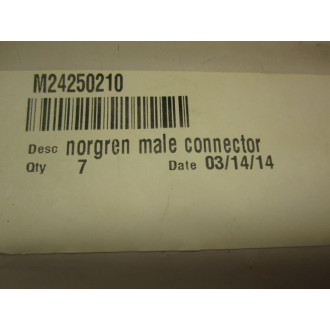 M24250210
Desc norgren male connector
Qty 7 Date 03/14/14